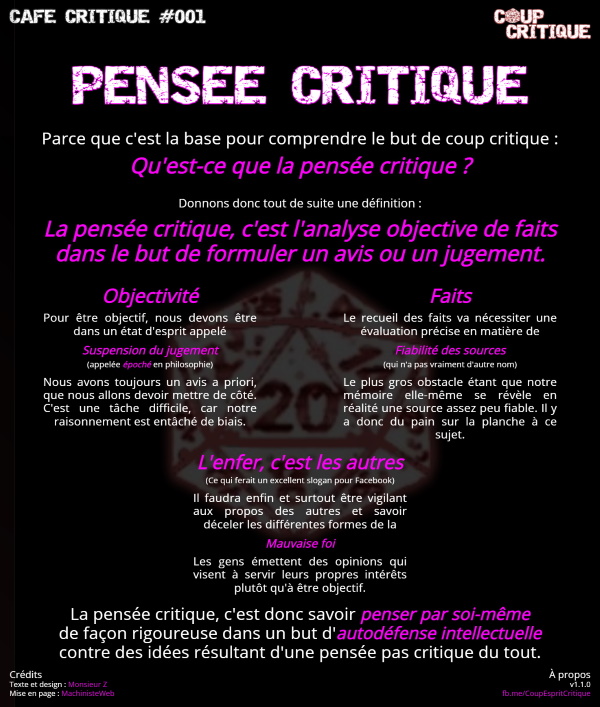 CAFE CRITIQUE #001
COUP
CRITIQUE
PENSEE CRITIQUE
Parce que c'est la base pour comprendre le but de coup critique :
Qu'est-ce que la pensée critique ?
Donnons donc tout de suite une définition :
La pensée critique, c'est l'analyse objective de faits
dans le but de formuler un avis ou un jugement.
Objectivité
Pour être objectif, nous devons être
dans un état d'esprit appelé
Suspension du jugement
(appelée épochè en philosophie)
Nous avons toujours un avis a priori,
que nous allons devoir mettre de côté.
C'est une tâche difficile, car notre
raisonnement est entâché de biais.
Faits
Le recueil des faits va nécessiter une
évaluation précise en matière de
Fiabilité des sources
(qui n'a pas vraiment d'autre nom)
Le plus gros obstacle étant que notre
mémoire elle-même se révèle en
réalité une source assez peu fiable. Il y
a donc du pain sur la planche à ce
sujet.
20
L'enfer, c'est les autres
(Ce qui ferait un excellent slogan pour Facebook)
Il faudra enfin et surtout être vigilant
aux propos des autres et savoir
déceler les différentes formes de la
Mauvaise foi
Les gens émettent des opinions qui
visent à servir leurs propres intérêts
plutôt qu'à être objectif.
La pensée critique, c'est donc savoir penser par soi-même
de façon rigoureuse dans un but d'autodéfense intellectuelle
contre des idées résultant d'une pensée pas critique du tout.
Crédits
Texte et design : Monsieur Z
Mise en page : MachinisteWeb
À propos
v1.1.0
fb.me/CoupEspritCritique